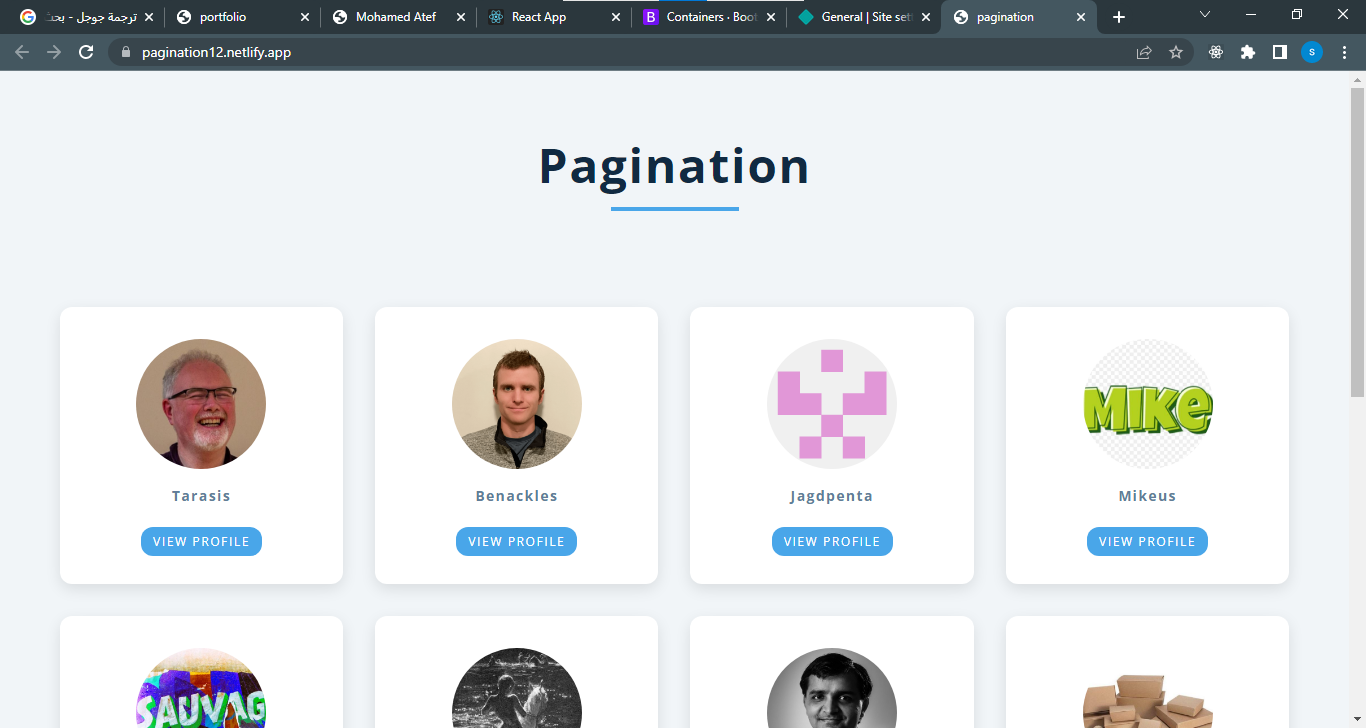 ترجمة جوجل - بحث
portfolio
Mohamed Atef
React App
Containers · Boot
General | Site sett
pagination
pagination12.netlify.app
S
Pagination
MIKE
Tarasis
Benackles
Jagdpenta
Mikeus
VIEW PROFILE
VIEW PROFILE
VIEW PROFILE
VIEW PROFILE
SAUVAG